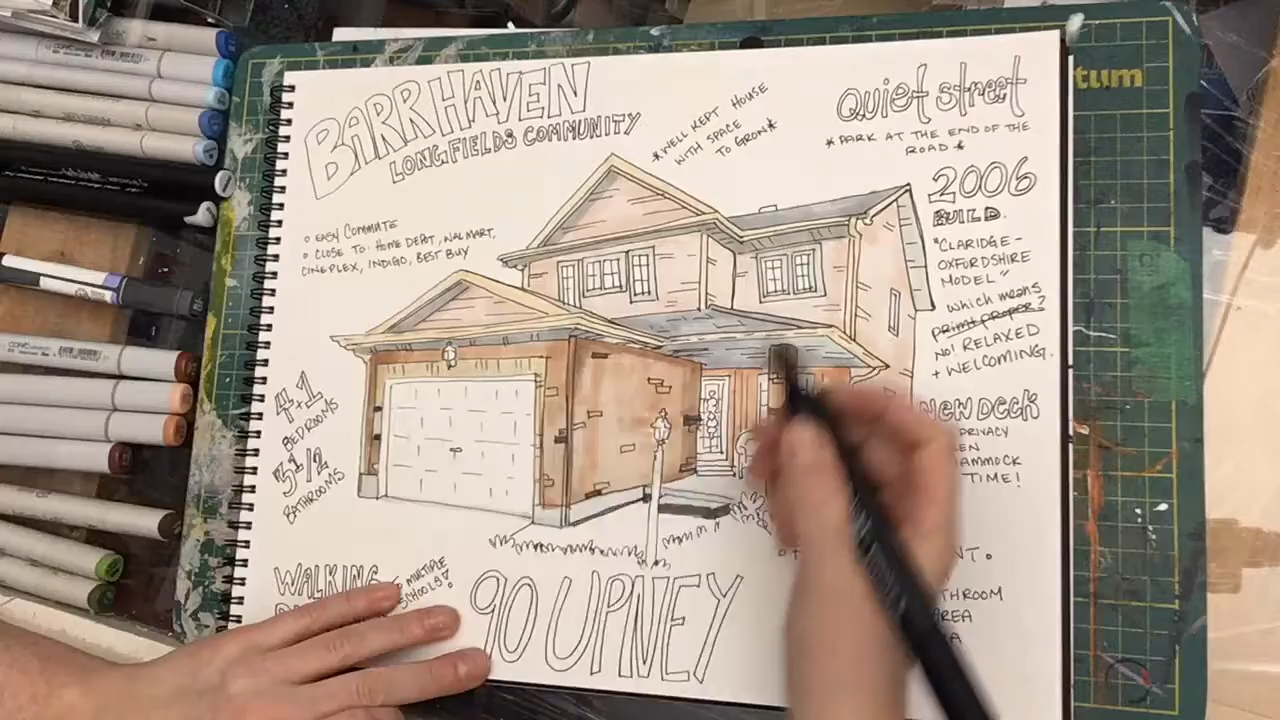 BARRHAVEN
LONGFIELDS COMMUNITY
*WELL KEPT HOUSE
WITH SPACE
TO GROW*
QUIET STREET
*PARK AT THE END OF THE
ROAD*
2006
BUILD.
"CLARIDGE -
OXFORDSHIRE
MODEL"
which means
prim+proper?
NO! RELAXED
+ WELCOMING.
o EASY COMMUTE
o CLOSE TO: HOME DEPOT, WALMART,
CINEPLEX, INDIGO, BEST BUY
4+1
BEDROOMS
3 1/2
BATHROOMS
NEW DECK
PRIVACY
HAMMOCK
TIME!
WALKING
MULTIPLE
SCHOOLS!
90 UPNEY
tum